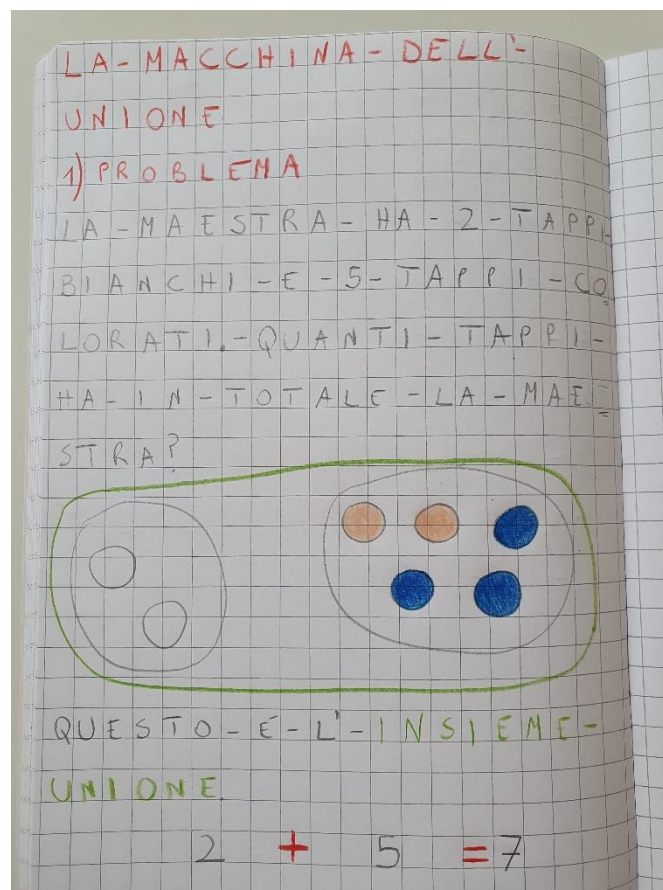 LA-MACCHINA-DELL'-
UNIONE
1) PROBLEMA
LA-MAESTRA-HA-2-TAPPI-
BIANCHI-E-5-TAPPI-CO
LORATI.-QUANTI-TAPPI-
HA-IN-TOTALE-LA-MAE=
STRA?
QUESTO-E-L'-INSIEME-
UNIONE.
2 + 5 = 7